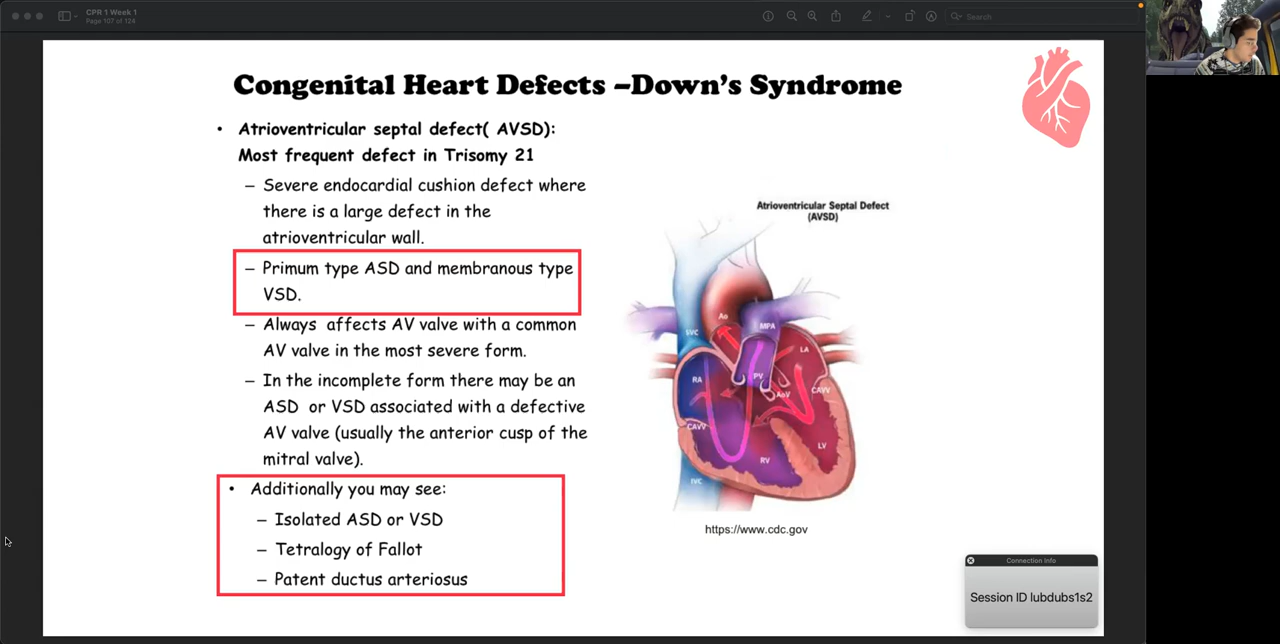 CPR 1 Week 1
Page 107 of 124
Search
Congenital Heart Defects –Down's Syndrome
• Atrioventricular septal defect( AVSD):
Most frequent defect in Trisomy 21
– Severe endocardial cushion defect where
there is a large defect in the
atrioventricular wall.
– Primum type ASD and membranous type
VSD.
– Always affects AV valve with a common
AV valve in the most severe form.
– In the incomplete form there may be an
ASD or VSD associated with a defective
AV valve (usually the anterior cusp of the
mitral valve).
• Additionally you may see:
– Isolated ASD or VSD
– Tetralogy of Fallot
– Patent ductus arteriosus
Atrioventricular Septal Defect
(AVSD)
Ao
MPA
SVC
LA
RA
PV
AoV
CAVV
CAVV
LV
RV
IVC
https://www.cdc.gov
Connection Info
Session ID lubdubs1s2